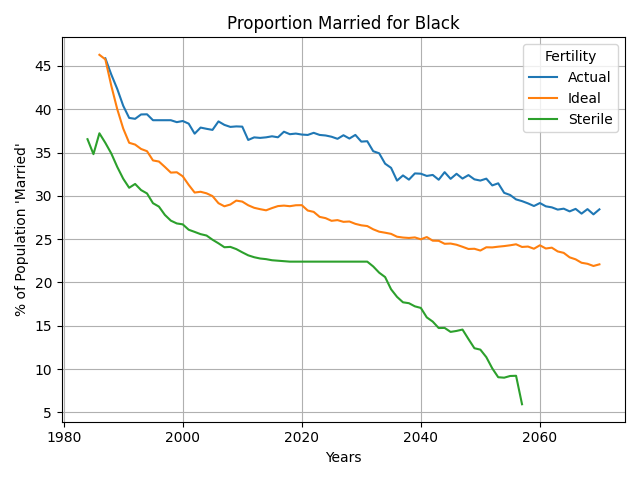 Proportion Married for Black
% of Population 'Married'
45
40
35
30
25
20
15
10
5
Fertility
Actual
Ideal
Sterile
1980
2000
2020
2040
2060
Years